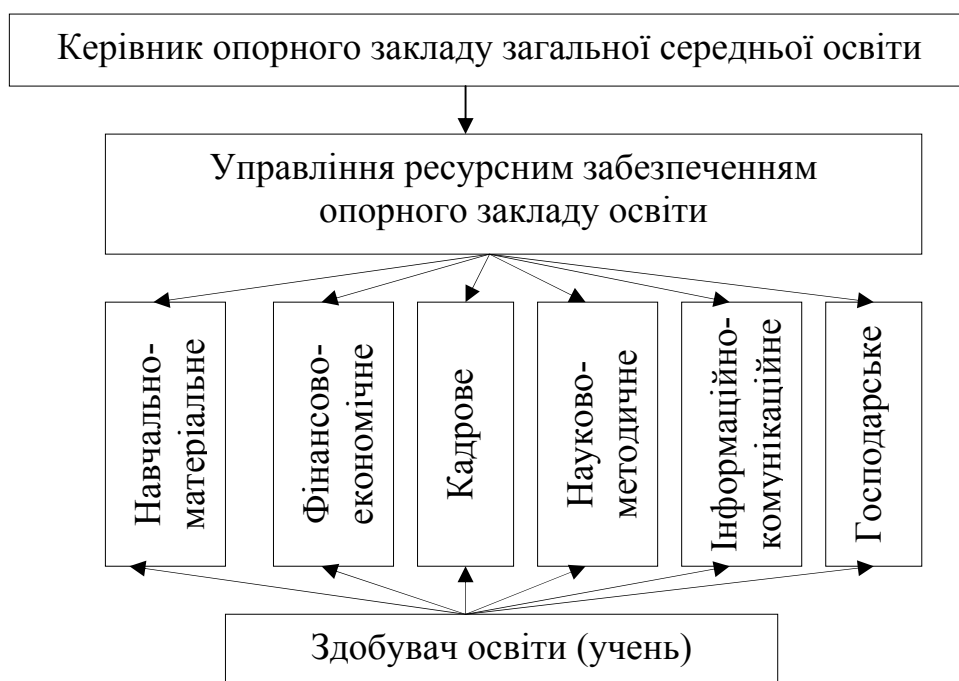 Керівник опорного закладу загальної середньої освіти
Управління ресурсним забезпеченням
опорного закладу освіти
Навчально-
матеріальне
Фінансово-
економічне
Кадрове
Науково-
методичне
Інформаційно-
комунікаційне
Господарське
Здобувач освіти (учень)